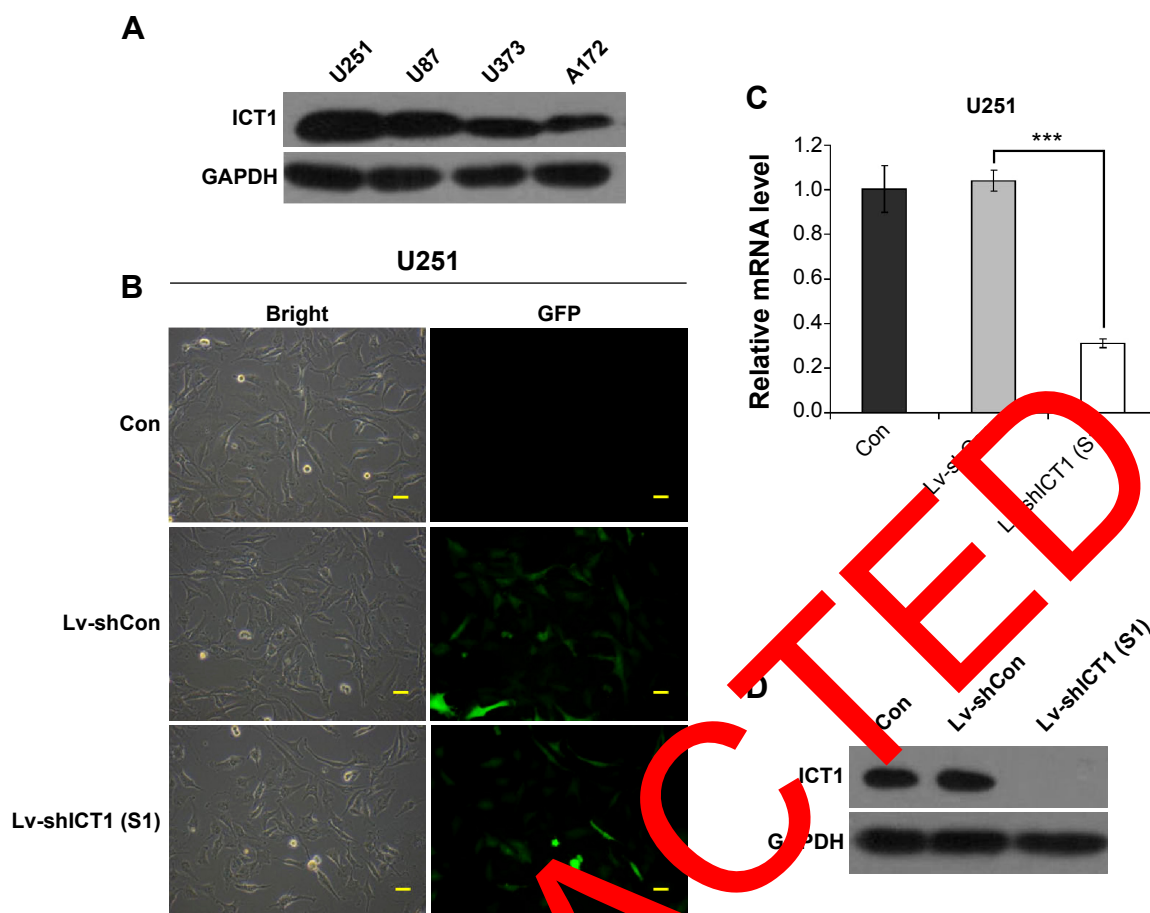 A
U251 U87 U373 A172
ICT1
GAPDH
B
U251
Bright GFP
Con
Lv-shCon
Lv-shICT1 (S1)
C
U251
***
Relative mRNA level
1.2
1.0
0.8
0.6
0.4
0.2
0.0
Con
D
Con Lv-shCon Lv-shICT1 (S1)
ICT1
GAPDH
CTED